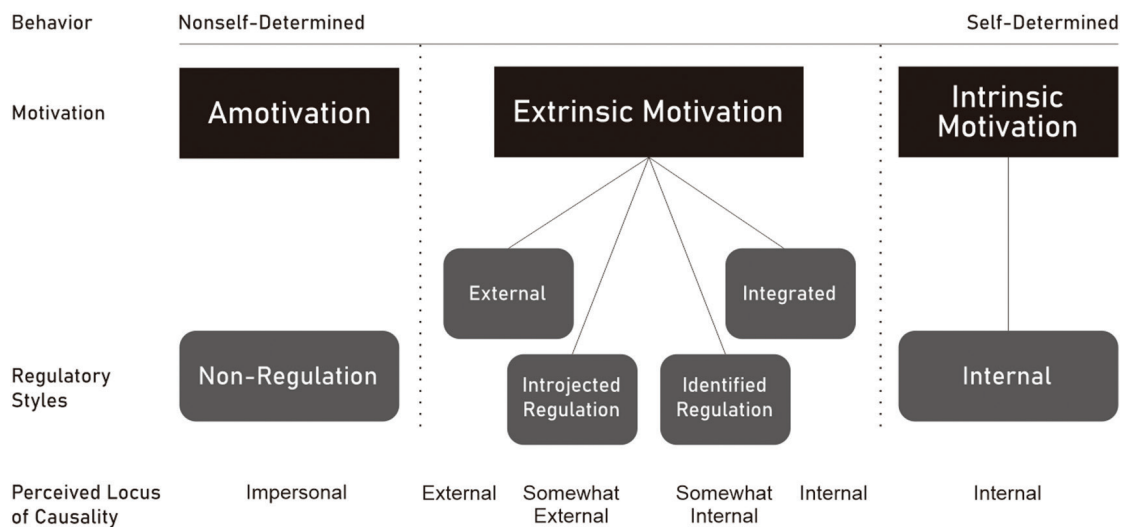 Behavior
Nonself-Determined
Self-Determined
Motivation
Amotivation
Extrinsic Motivation
Intrinsic
Motivation
External
Integrated
Regulatory
Styles
Non-Regulation
Introjected
Regulation
Identified
Regulation
Internal
Perceived Locus
of Causality
Impersonal
External
Somewhat
External
Somewhat
Internal
Internal
Internal